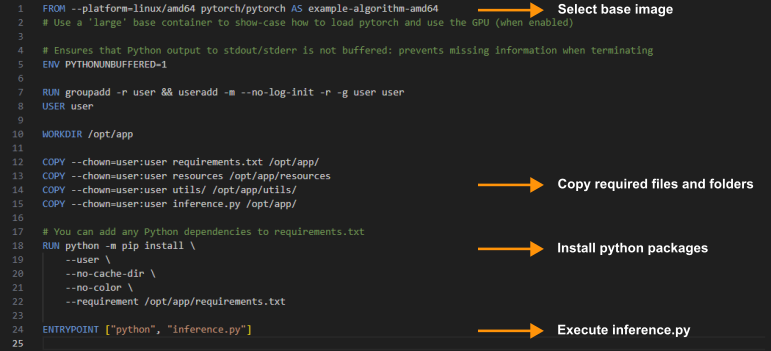 1 FROM --platform=linux/amd64 pytorch/pytorch AS example-algorithm-amd64 Select base image
2 # Use a 'large' base container to show-case how to load pytorch and use the GPU (when enabled)
3
4 # Ensures that Python output to stdout/stderr is not buffered: prevents missing information when terminating
5 ENV PYTHONUNBUFFERED=1
6
7 RUN groupadd -r user && useradd -m --no-log-init -r -g user user
8 USER user
9
10 WORKDIR /opt/app
11
12 COPY --chown=user:user requirements.txt /opt/app/
13 COPY --chown=user:user resources /opt/app/resources Copy required files and folders
14 COPY --chown=user:user utils/ /opt/app/utils/
15 COPY --chown=user:user inference.py /opt/app/
16
17 # You can add any Python dependencies to requirements.txt
18 RUN python -m pip install \ Install python packages
19 --user \
20 --no-cache-dir \
21 --no-color \
22 --requirement /opt/app/requirements.txt
23
24 ENTRYPOINT ["python", "inference.py"] Execute inference.py
25